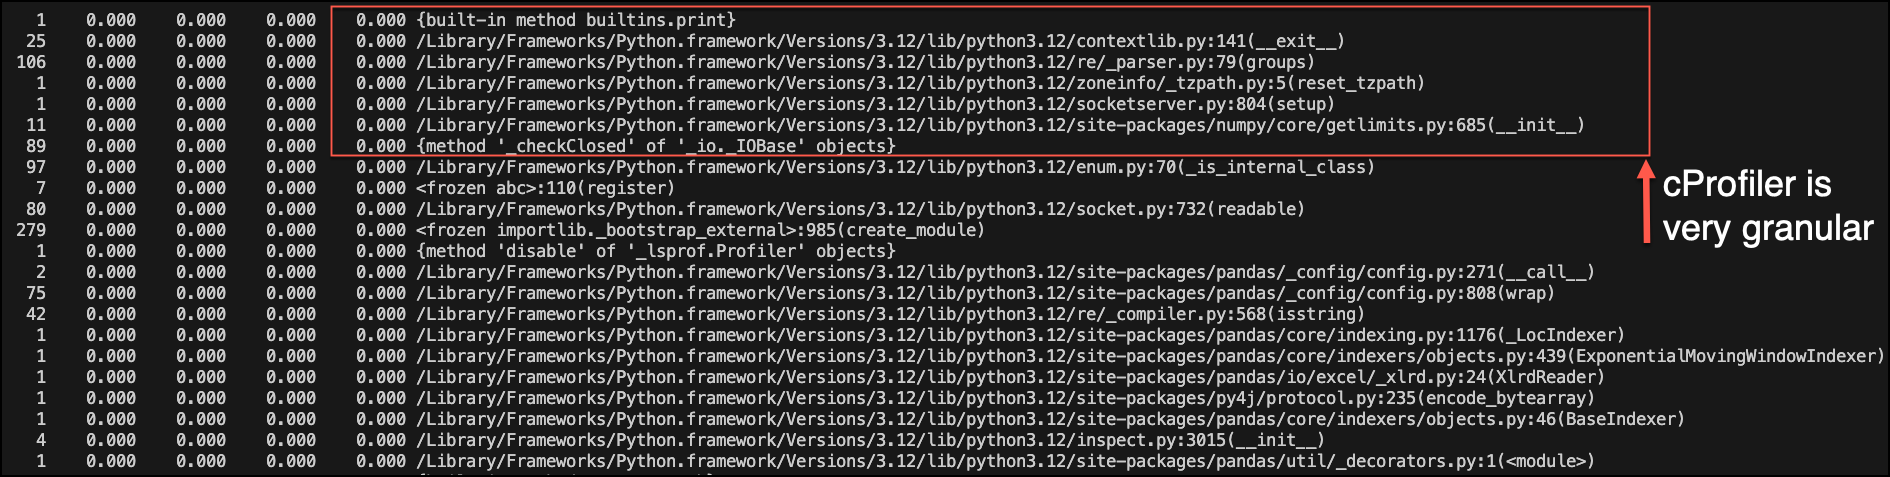 1 0.000 0.000 0.000 0.000 {built-in method builtins.print}
25 0.000 0.000 0.000 0.000 /Library/Frameworks/Python.framework/Versions/3.12/lib/python3.12/contextlib.py:141(__exit__)
106 0.000 0.000 0.000 0.000 /Library/Frameworks/Python.framework/Versions/3.12/lib/python3.12/re/_parser.py:79(groups)
1 0.000 0.000 0.000 0.000 /Library/Frameworks/Python.framework/Versions/3.12/lib/python3.12/zoneinfo/_tzpath.py:5(reset_tzpath)
1 0.000 0.000 0.000 0.000 /Library/Frameworks/Python.framework/Versions/3.12/lib/python3.12/socketserver.py:804(setup)
11 0.000 0.000 0.000 0.000 /Library/Frameworks/Python.framework/Versions/3.12/lib/python3.12/site-packages/numpy/core/getlimits.py:685(__init__)
89 0.000 0.000 0.000 0.000 {method '_checkClosed' of '_io._IOBase' objects}
97 0.000 0.000 0.000 0.000 /Library/Frameworks/Python.framework/Versions/3.12/lib/python3.12/enum.py:70(_is_internal_class)
7 0.000 0.000 0.000 0.000 <frozen abc>:110(register)
80 0.000 0.000 0.000 0.000 /Library/Frameworks/Python.framework/Versions/3.12/lib/python3.12/socket.py:732(readable)
279 0.000 0.000 0.000 0.000 <frozen importlib._bootstrap_external>:985(create_module)
1 0.000 0.000 0.000 0.000 {method 'disable' of '_lsprof.Profiler' objects}
2 0.000 0.000 0.000 0.000 /Library/Frameworks/Python.framework/Versions/3.12/lib/python3.12/site-packages/pandas/_config/config.py:271(__call__)
75 0.000 0.000 0.000 0.000 /Library/Frameworks/Python.framework/Versions/3.12/lib/python3.12/site-packages/pandas/_config/config.py:808(wrap)
42 0.000 0.000 0.000 0.000 /Library/Frameworks/Python.framework/Versions/3.12/lib/python3.12/re/_compiler.py:568(isstring)
1 0.000 0.000 0.000 0.000 /Library/Frameworks/Python.framework/Versions/3.12/lib/python3.12/site-packages/pandas/core/indexing.py:1176(_LocIndexer)
1 0.000 0.000 0.000 0.000 /Library/Frameworks/Python.framework/Versions/3.12/lib/python3.12/site-packages/pandas/core/indexers/objects.py:439(ExponentialMovingWindowIndexer)
1 0.000 0.000 0.000 0.000 /Library/Frameworks/Python.framework/Versions/3.12/lib/python3.12/site-packages/pandas/io/excel/_xlrd.py:24(XlrdReader)
1 0.000 0.000 0.000 0.000 /Library/Frameworks/Python.framework/Versions/3.12/lib/python3.12/site-packages/py4j/protocol.py:235(encode_bytearray)
1 0.000 0.000 0.000 0.000 /Library/Frameworks/Python.framework/Versions/3.12/lib/python3.12/site-packages/pandas/core/indexers/objects.py:46(BaseIndexer)
4 0.000 0.000 0.000 0.000 /Library/Frameworks/Python.framework/Versions/3.12/lib/python3.12/inspect.py:3015(__init__)
1 0.000 0.000 0.000 0.000 /Library/Frameworks/Python.framework/Versions/3.12/lib/python3.12/site-packages/pandas/util/_decorators.py:1(<module>)
cProfiler is
very granular